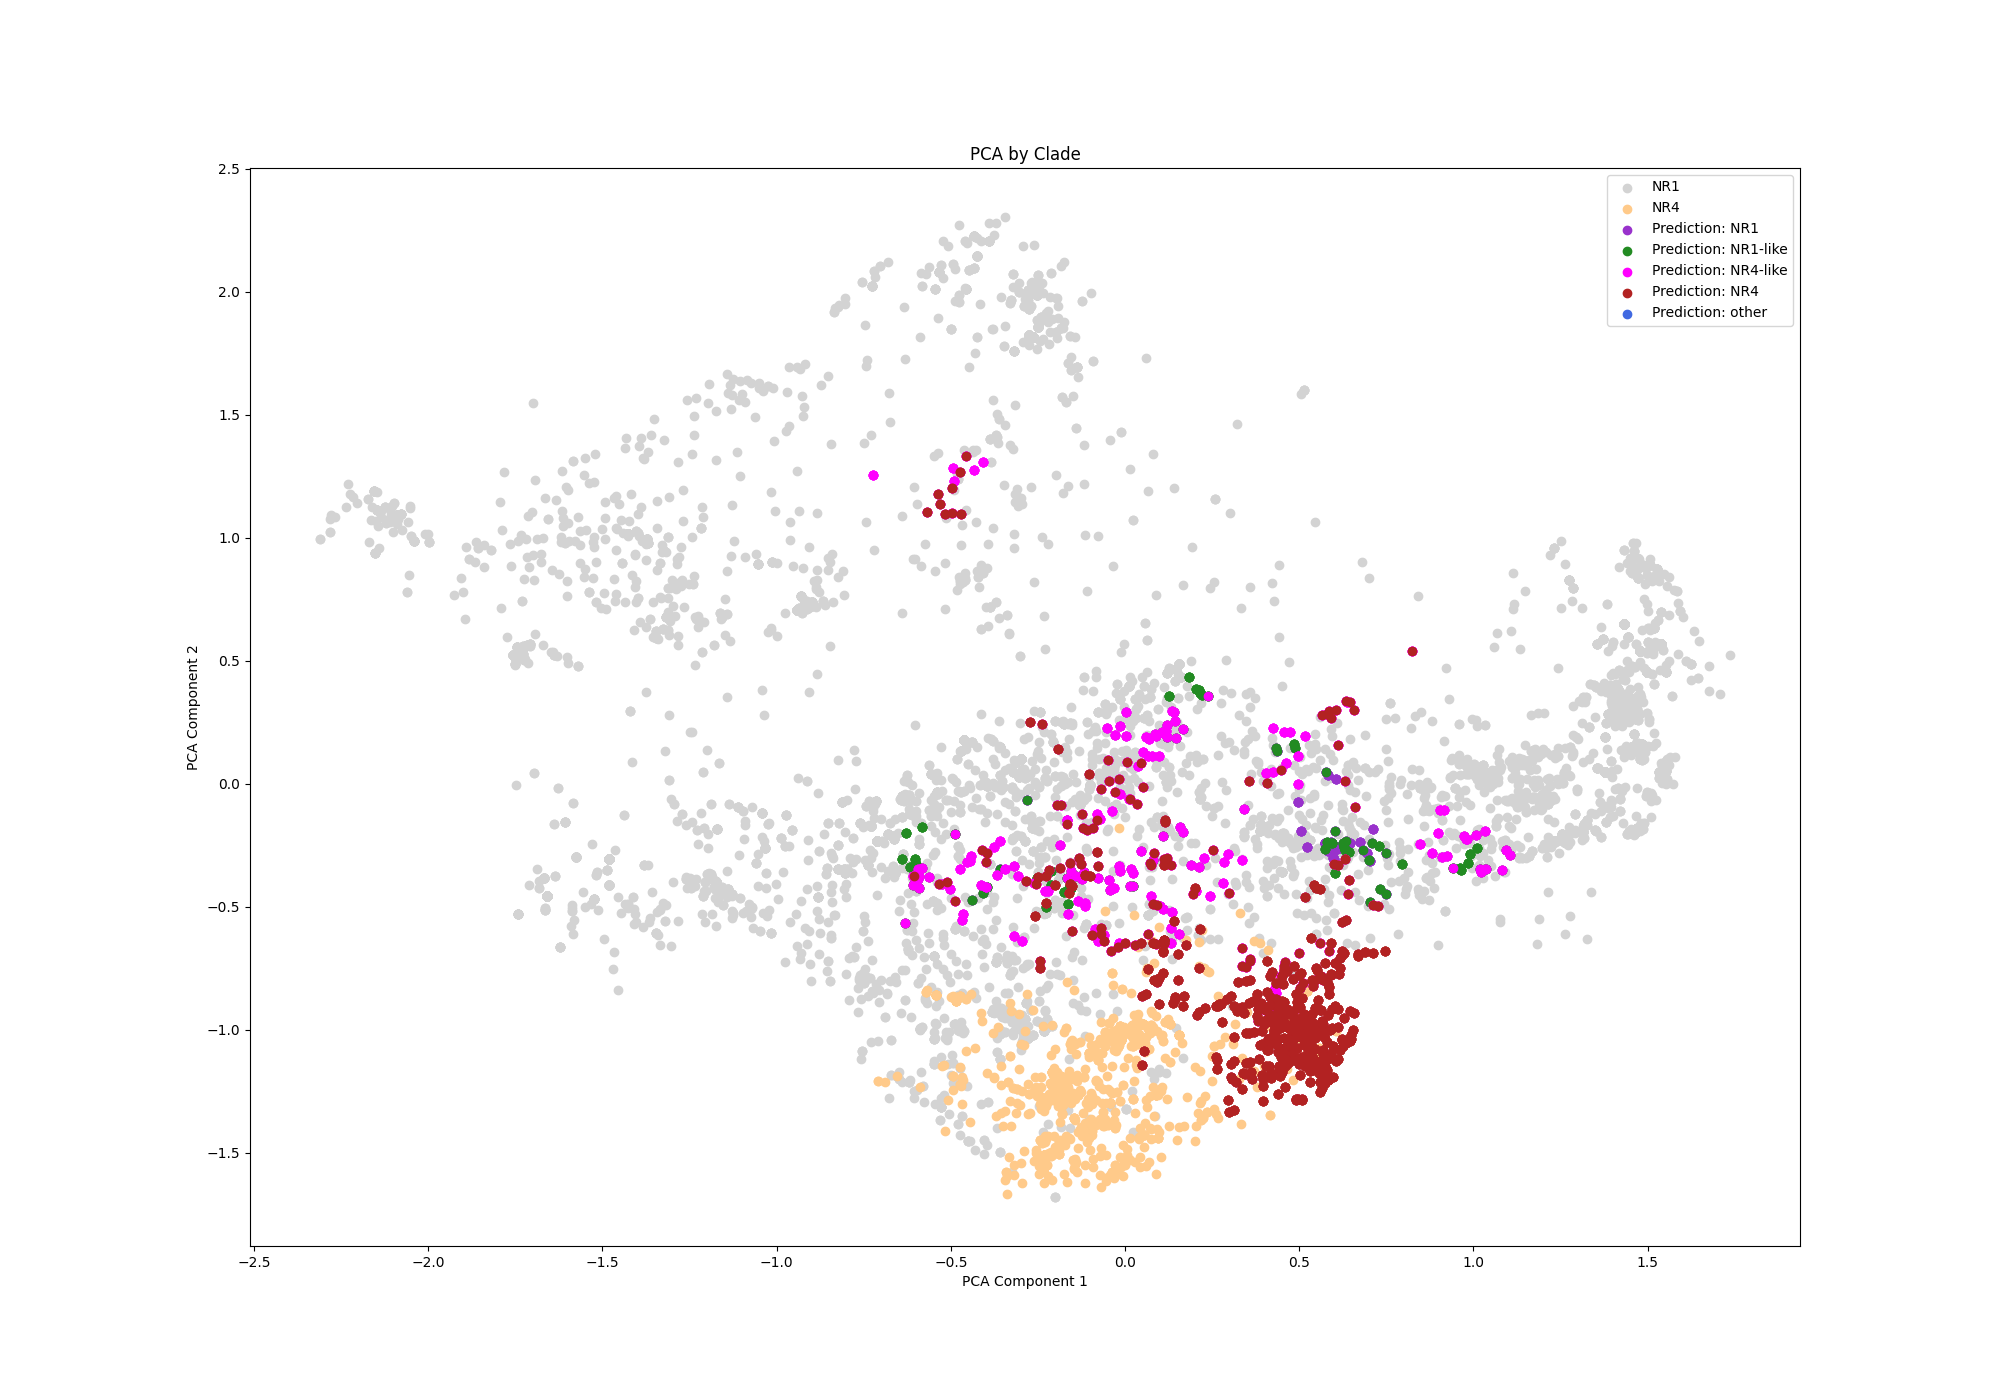 PCA by Clade
2.5
2.0
1.5
1.0
0.5
0.0
−0.5
−1.0
−1.5
PCA Component 2
NR1
NR4
Prediction: NR1
Prediction: NR1-like
Prediction: NR4-like
Prediction: NR4
Prediction: other
−2.5 −2.0 −1.5 −1.0 −0.5 0.0 0.5 1.0 1.5
PCA Component 1